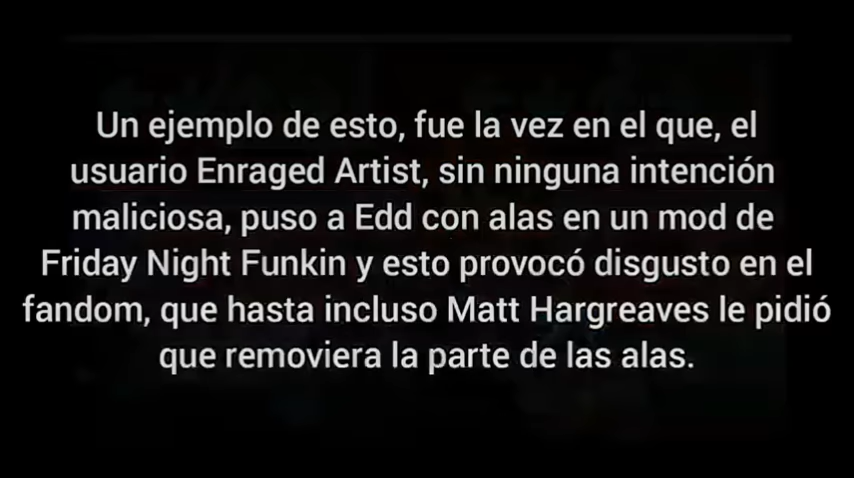 Un ejemplo de esto, fue la vez en el que, el
usuario Enraged Artist, sin ninguna intención
maliciosa, puso a Edd con alas en un mod de
Friday Night Funkin y esto provocó disgusto en el
fandom, que hasta incluso Matt Hargreaves le pidió
que removiera la parte de las alas.